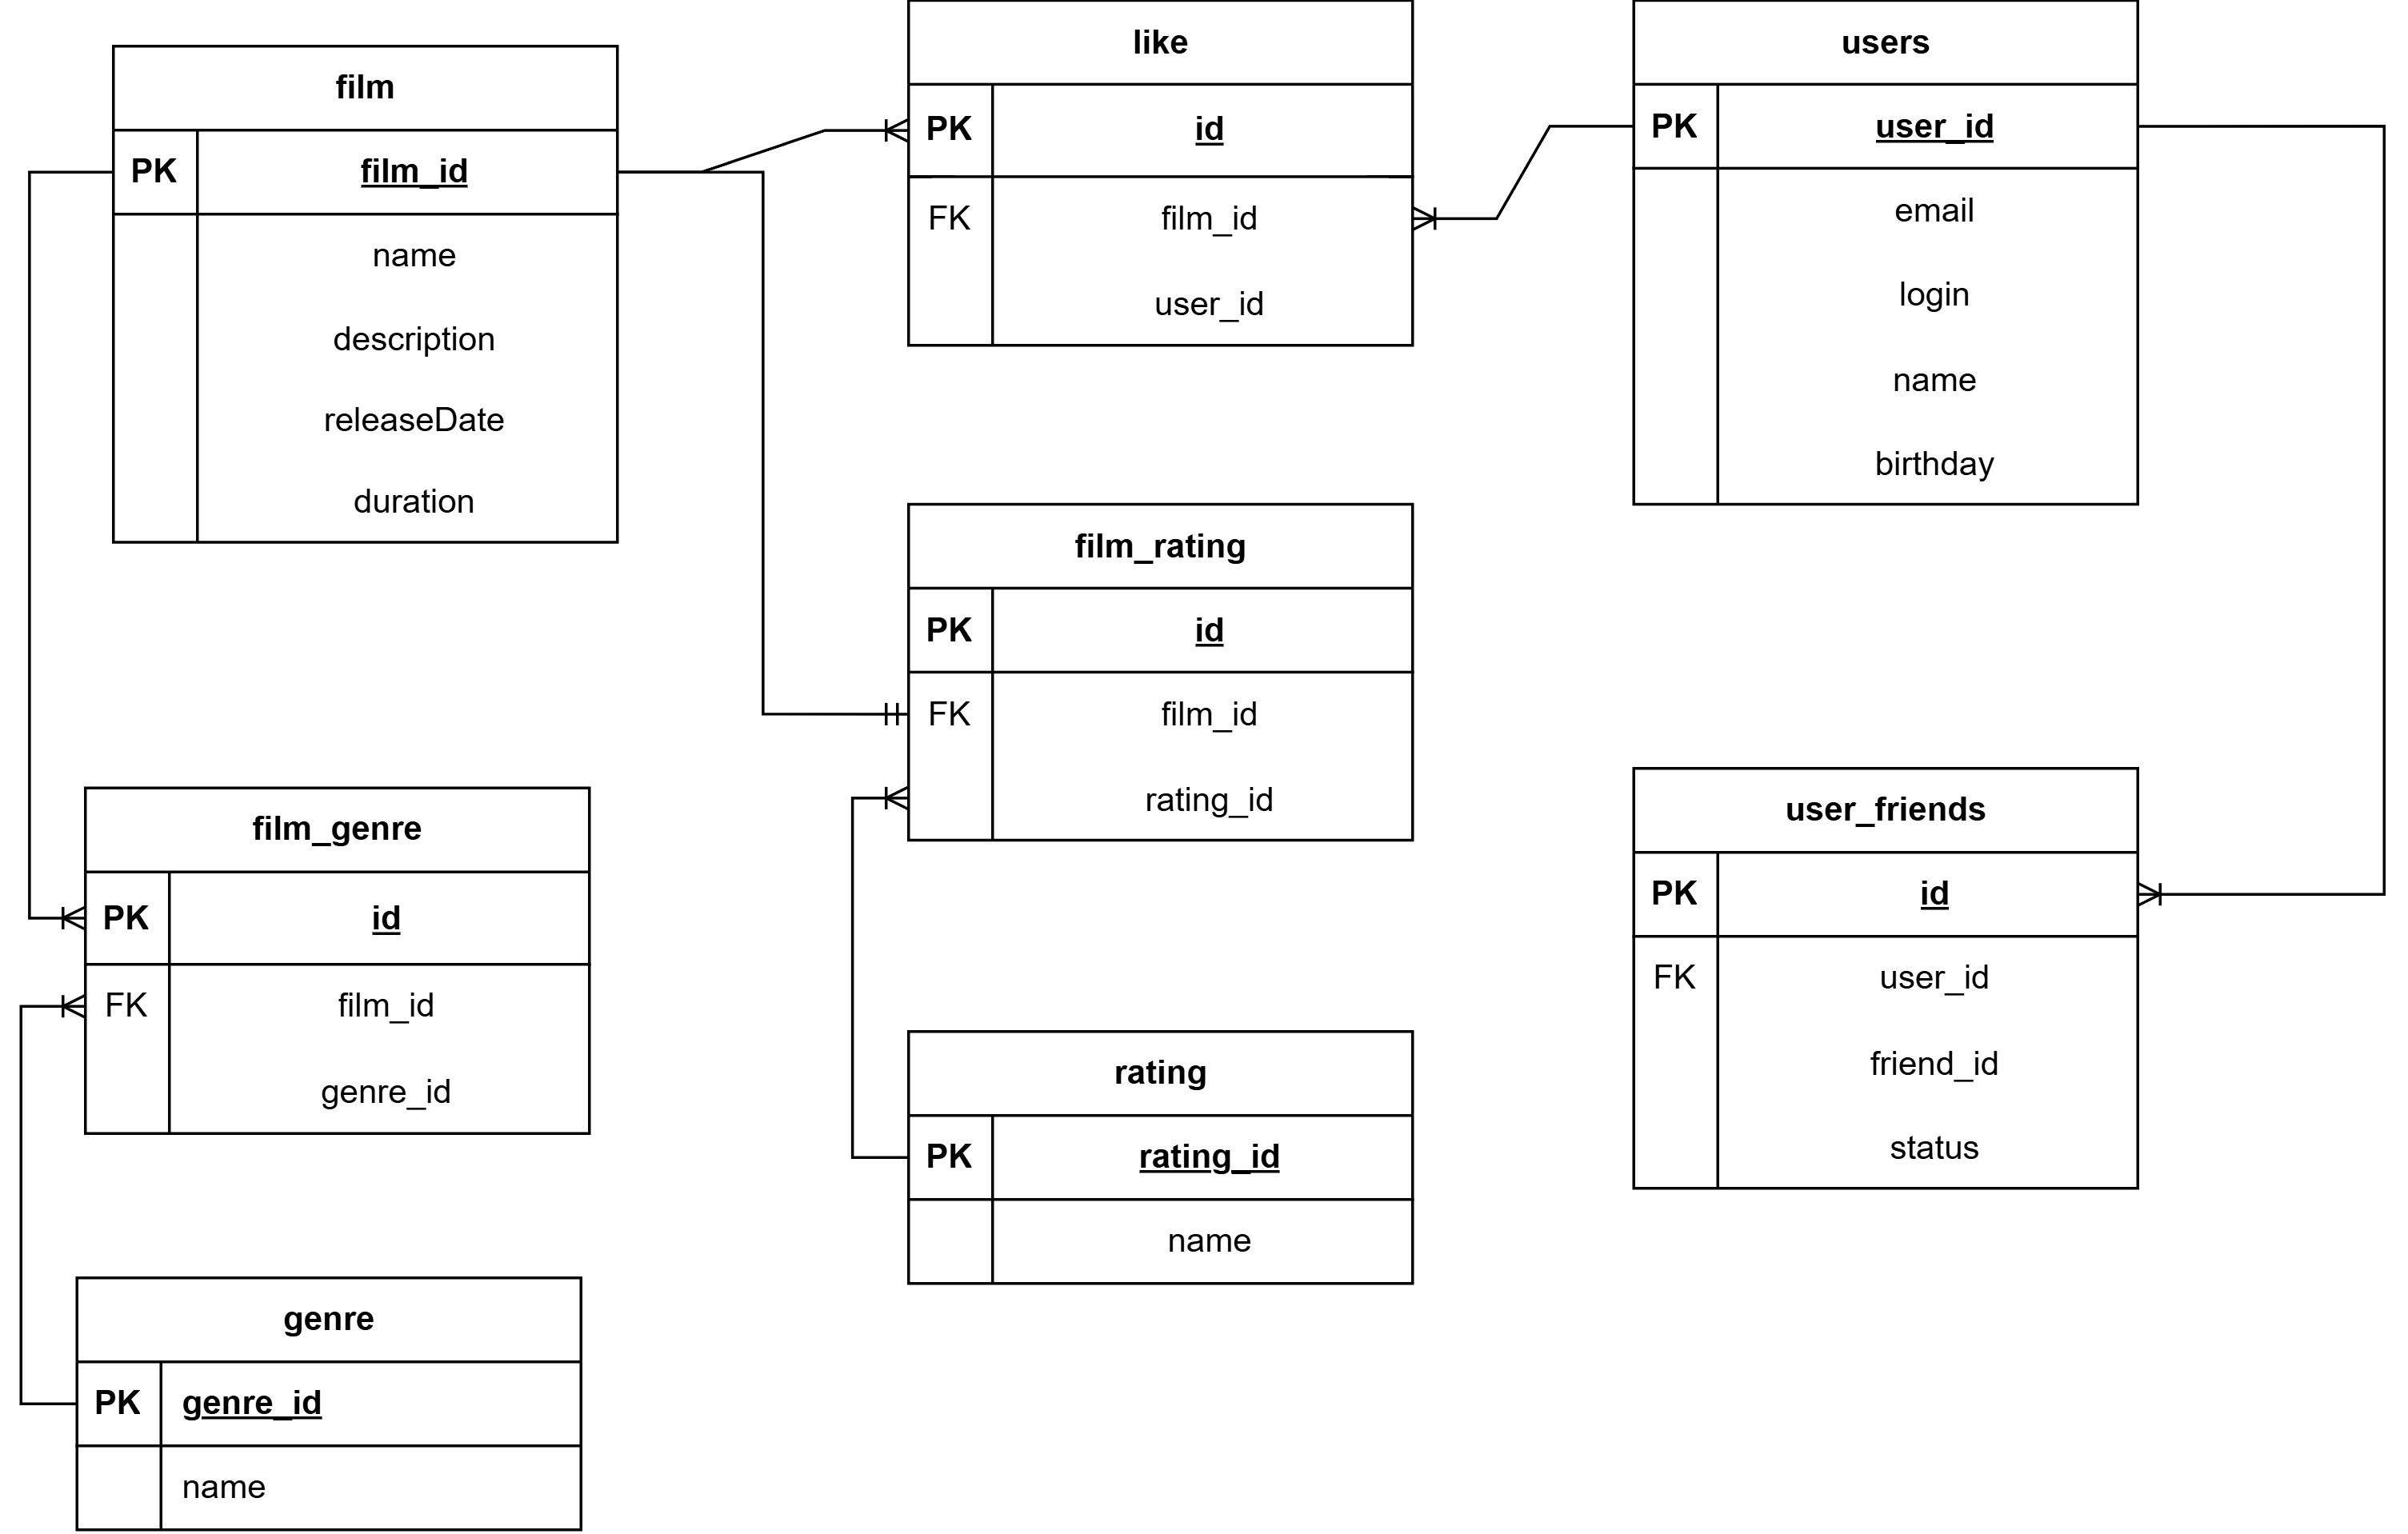 film
PK film_id
name
description
releaseDate
duration
like
PK id
FK film_id
user_id
users
PK user_id
email
login
name
birthday
film_rating
PK id
FK film_id
rating_id
film_genre
PK id
FK film_id
genre_id
user_friends
PK id
FK user_id
friend_id
status
rating
PK rating_id
name
genre
PK genre_id
name